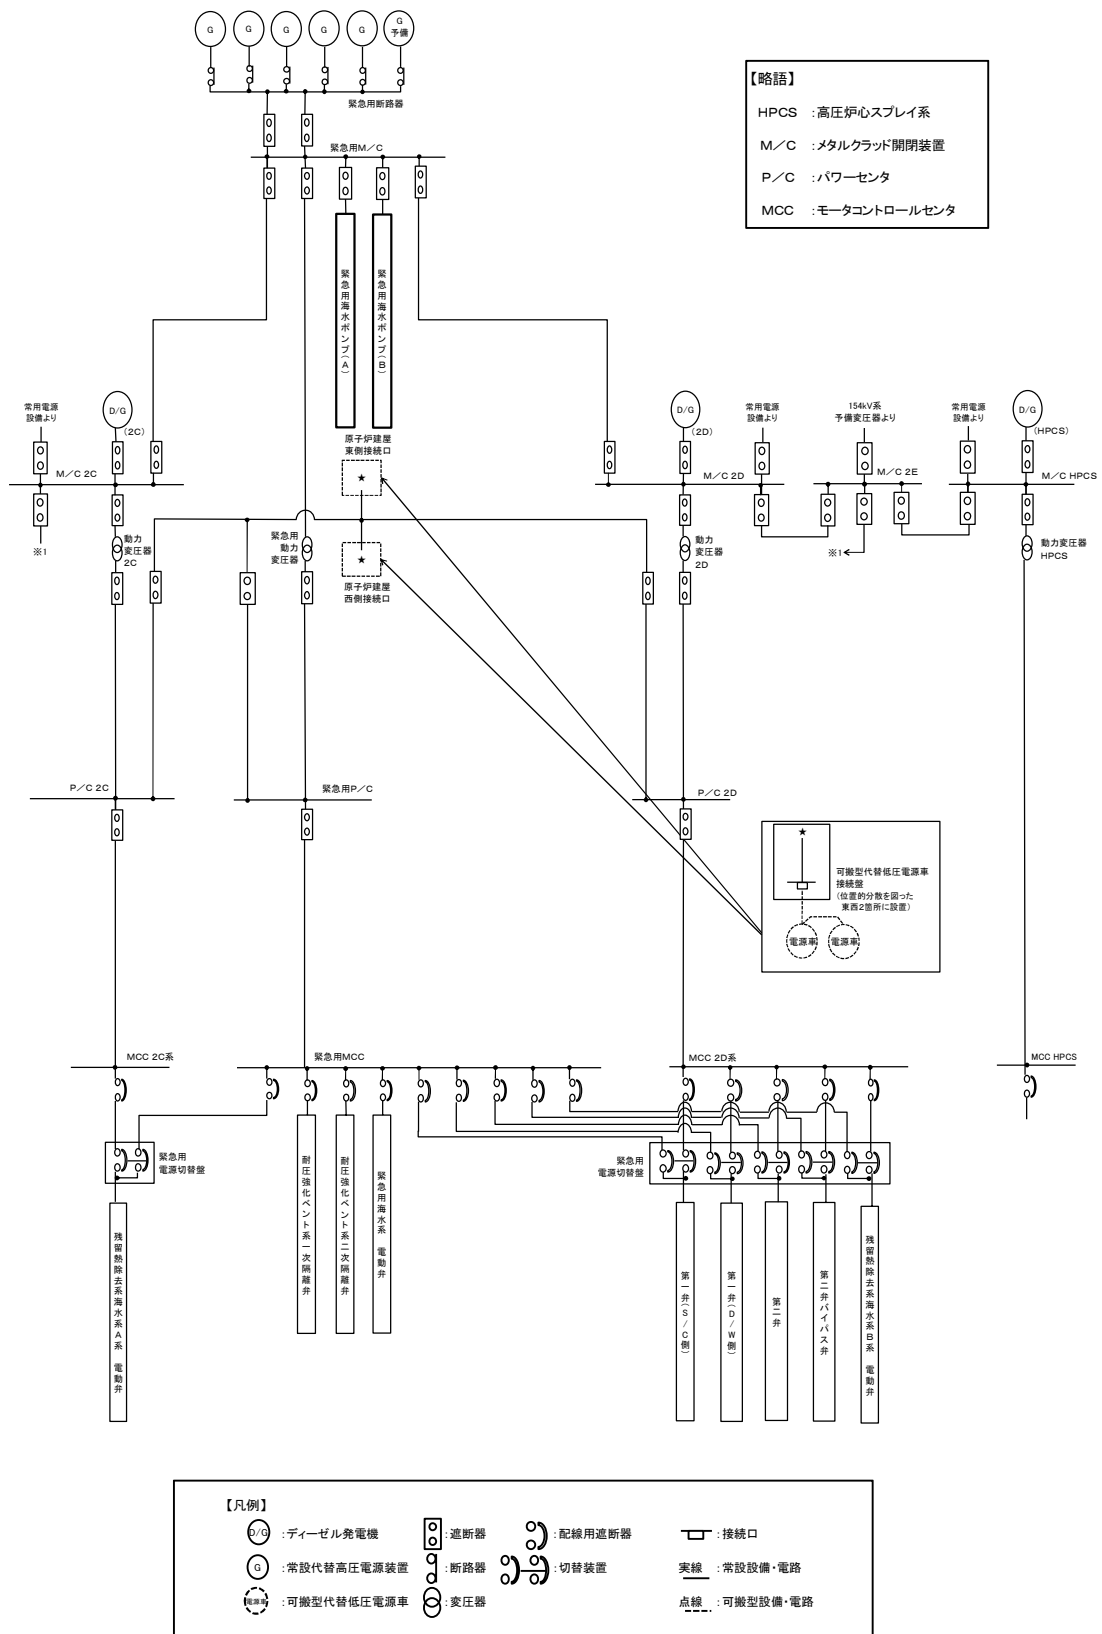 G
G
G
G
G
G
予備
緊急用断路器
緊急用M／C
【略語】
HPCS ：高圧炉心スプレイ系
M／C ：メタルクラッド開閉装置
P／C ：パワーセンタ
MCC ：モータコントロールセンタ
緊急用海水ポンプ(A)
緊急用海水ポンプ(B)
常用電源
設備より
D/G
(2C)
M／C 2C
※1
動力
変圧器
2C
緊急用
動力
変圧器
原子炉建屋
東側接続口
★
★
原子炉建屋
西側接続口
D/G
(2D)
M／C 2D
動力
変圧器
2D
常用電源
設備より
154kV系
予備変圧器より
M／C 2E
※1
常用電源
設備より
D/G
(HPCS)
M／C HPCS
動力変圧器
HPCS
P／C 2C
緊急用P／C
P／C 2D
★
可搬型代替低圧電源車
接続盤
(位置的分散を図った
東西2箇所に設置)
電源車
電源車
MCC 2C系
緊急用MCC
MCC 2D系
MCC HPCS
緊急用
電源切替盤
緊急用
電源切替盤
残留熱除去系海水系A系 電動弁
耐圧強化ベント系一次隔離弁
耐圧強化ベント系二次隔離弁
緊急用海水系 電動弁
第一弁(S/C側)
第一弁(D/W側)
第二弁
第二弁バイパス弁
残留熱除去系海水系B系 電動弁
【凡例】
D/G ：ディーゼル発電機
：遮断器
：配線用遮断器
：接続口
G ：常設代替高圧電源装置
：断路器
：切替装置
実線 ：常設設備・電路
電源車 ：可搬型代替低圧電源車
：変圧器
点線 ：可搬型設備・電路